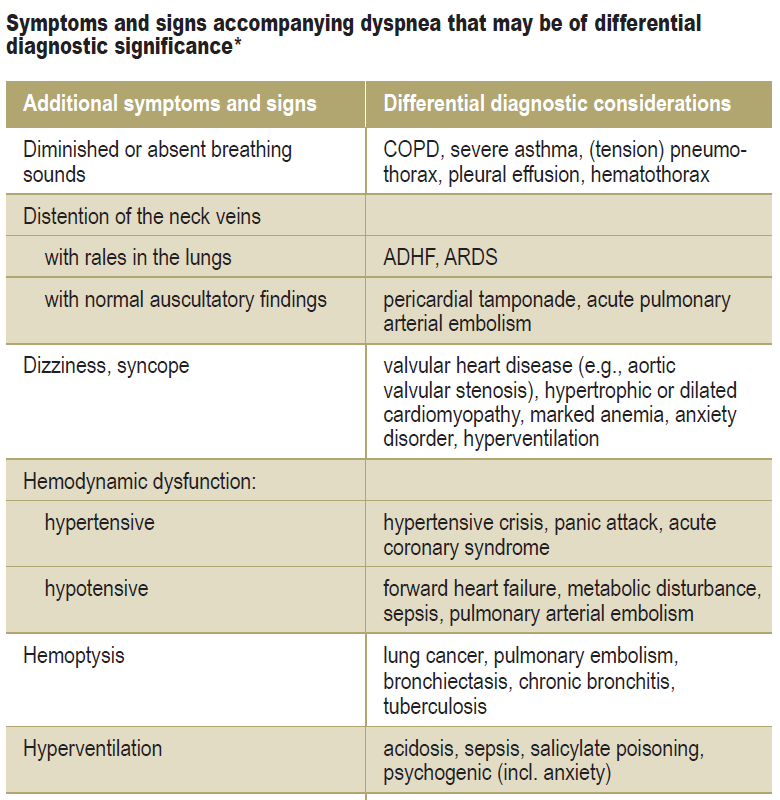 Symptoms and signs accompanying dyspnea that may be of differential
diagnostic significance*
Additional symptoms and signs
Differential diagnostic considerations
Diminished or absent breathing
sounds
COPD, severe asthma, (tension) pneumo-
thorax, pleural effusion, hematothorax
Distention of the neck veins
with rales in the lungs
ADHF, ARDS
with normal auscultatory findings
pericardial tamponade, acute pulmonary
arterial embolism
Dizziness, syncope
valvular heart disease (e.g., aortic
valvular stenosis), hypertrophic or dilated
cardiomyopathy, marked anemia, anxiety
disorder, hyperventilation
Hemodynamic dysfunction:
hypertensive
hypertensive crisis, panic attack, acute
coronary syndrome
hypotensive
forward heart failure, metabolic disturbance,
sepsis, pulmonary arterial embolism
Hemoptysis
lung cancer, pulmonary embolism,
bronchiectasis, chronic bronchitis,
tuberculosis
Hyperventilation
acidosis, sepsis, salicylate poisoning,
psychogenic (incl. anxiety)